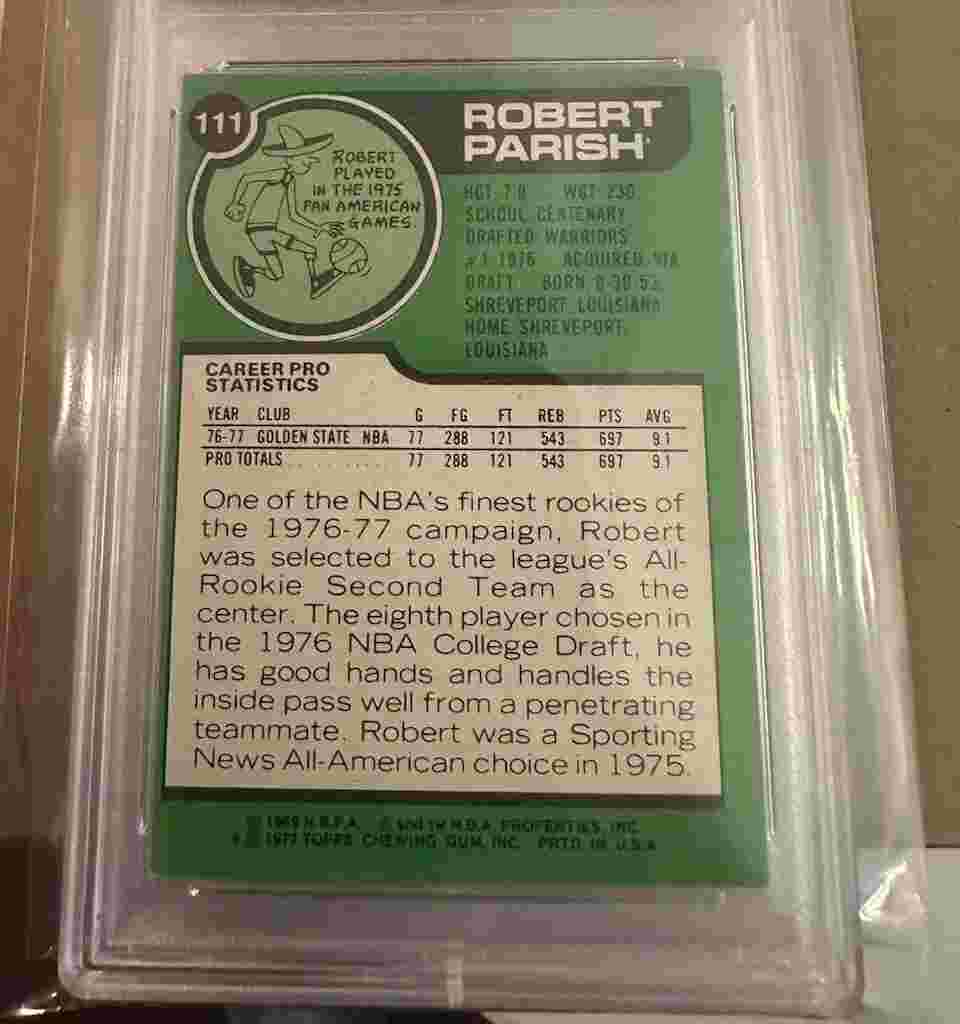 111
ROBERT
PLAYED
IN THE 1975
PAN AMERICAN
GAMES.
ROBERT
PARISH
HGT 7'0 WGT 230
SCHOOL CENTENARY
DRAFTED WARRIORS
#1 1976 ACQUIRED VIA
DRAFT BORN 8-30-53
SHREVEPORT, LOUISIANA
HOME SHREVEPORT,
LOUISIANA
CAREER PRO
STATISTICS
YEAR CLUB G FG FT REB PTS AVG
76-77 GOLDEN STATE NBA 77 288 121 543 697 9.1
PRO TOTALS 77 288 121 543 697 9.1
One of the NBA's finest rookies of
the 1976-77 campaign, Robert
was selected to the league's All-
Rookie Second Team as the
center. The eighth player chosen in
the 1976 NBA College Draft, he
has good hands and handles the
inside pass well from a penetrating
teammate. Robert was a Sporting
News All-American choice in 1975.
© 1969 N.B.P.A. © N.B.A. PROPERTIES, INC.
© 1977 TOPPS CHEWING GUM, INC. PRTD. IN U.S.A.